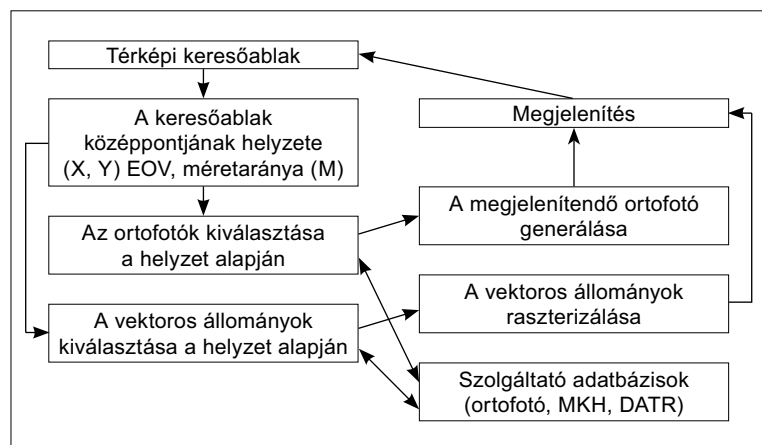 Térképi keresőablak
A keresőablak
középpontjának helyzete
(X, Y) EOV, méretaránya (M)
Az ortofotók kiválasztása
a helyzet alapján
A vektoros állományok
kiválasztása a helyzet alapján
Megjelenítés
A megjelenítendő ortofotó
generálása
A vektoros állományok
raszterizálása
Szolgáltató adatbázisok
(ortofotó, MKH, DATR)